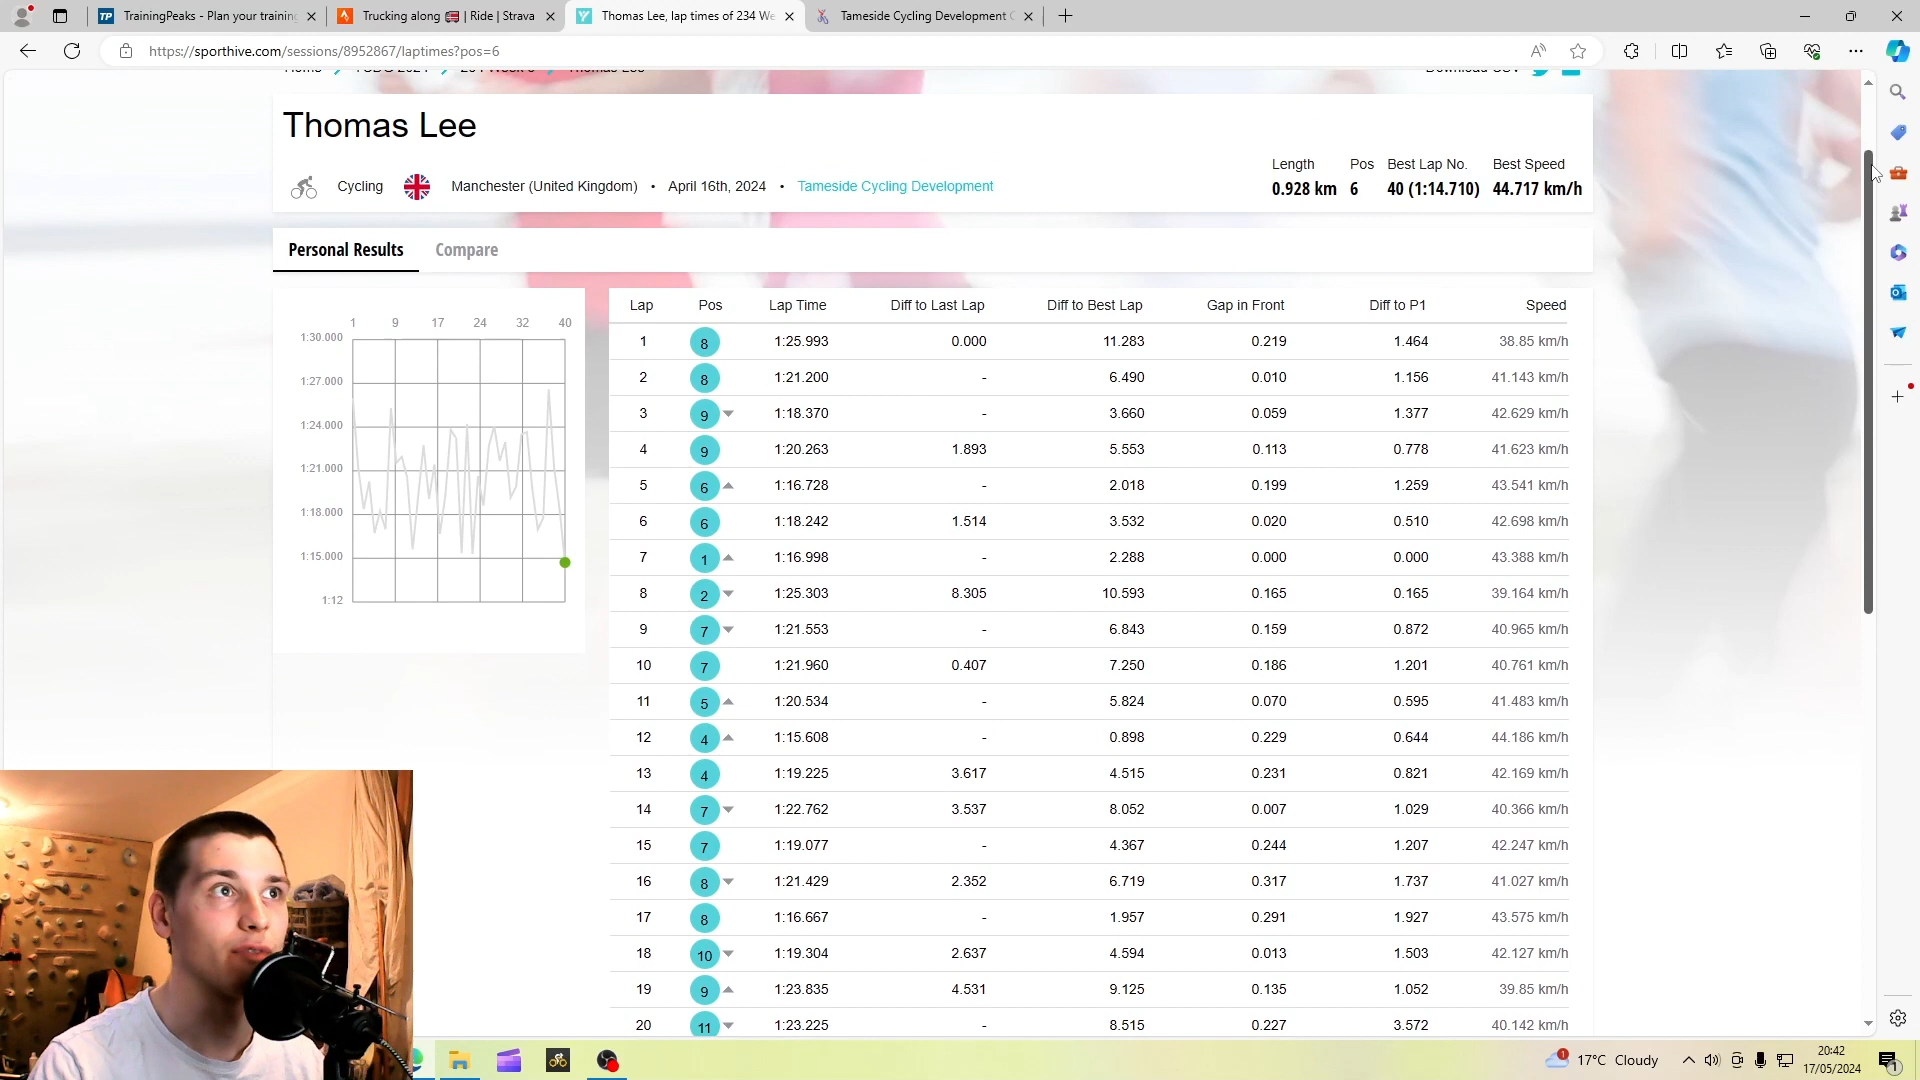 TrainingPeaks - Plan your training
Trucking along | Ride | Strava
Thomas Lee, lap times of 234 We
Tameside Cycling Development C
https://sporthive.com/sessions/8952867/laptimes?pos=6
Thomas Lee
Cycling Manchester (United Kingdom) • April 16th, 2024 • Tameside Cycling Development
Length Pos Best Lap No. Best Speed
0.928 km 6 40 (1:14.710) 44.717 km/h
Personal Results Compare
1 9 17 24 32 40
1:30.000
1:27.000
1:24.000
1:21.000
1:18.000
1:15.000
1:12
Lap Pos Lap Time Diff to Last Lap Diff to Best Lap Gap in Front Diff to P1 Speed
1 8 1:25.993 0.000 11.283 0.219 1.464 38.85 km/h
2 8 1:21.200 - 6.490 0.010 1.156 41.143 km/h
3 9 1:18.370 - 3.660 0.059 1.377 42.629 km/h
4 9 1:20.263 1.893 5.553 0.113 0.778 41.623 km/h
5 6 1:16.728 - 2.018 0.199 1.259 43.541 km/h
6 6 1:18.242 1.514 3.532 0.020 0.510 42.698 km/h
7 1 1:16.998 - 2.288 0.000 0.000 43.388 km/h
8 2 1:25.303 8.305 10.593 0.165 0.165 39.164 km/h
9 7 1:21.553 - 6.843 0.159 0.872 40.965 km/h
10 7 1:21.960 0.407 7.250 0.186 1.201 40.761 km/h
11 5 1:20.534 - 5.824 0.070 0.595 41.483 km/h
12 4 1:15.608 - 0.898 0.229 0.644 44.186 km/h
13 4 1:19.225 3.617 4.515 0.231 0.821 42.169 km/h
14 7 1:22.762 3.537 8.052 0.007 1.029 40.366 km/h
15 7 1:19.077 - 4.367 0.244 1.207 42.247 km/h
16 8 1:21.429 2.352 6.719 0.317 1.737 41.027 km/h
17 8 1:16.667 - 1.957 0.291 1.927 43.575 km/h
18 10 1:19.304 2.637 4.594 0.013 1.503 42.127 km/h
19 9 1:23.835 4.531 9.125 0.135 1.052 39.85 km/h
20 11 1:23.225 - 8.515 0.227 3.572 40.142 km/h
17°C Cloudy
20:42
17/05/2024